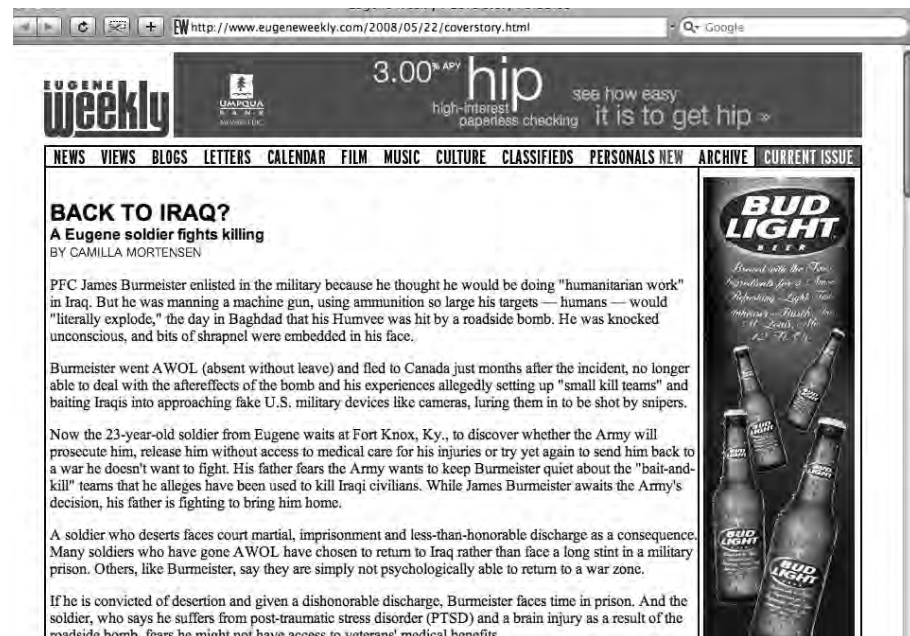 EW http://www.eugeneweekly.com/2008/05/22/coverstory.html
Google
EUGENE
weekly
UMPQUA
BANK
3.00% APY hip
high-interest
paperless checking
see how easy
it is to get hip »
NEWS VIEWS BLOGS LETTERS CALENDAR FILM MUSIC CULTURE CLASSIFIEDS PERSONALS NEW ARCHIVE CURRENT ISSUE
BACK TO IRAQ?
A Eugene soldier fights killing
BY CAMILLA MORTENSEN
PFC James Burmeister enlisted in the military because he thought he would be doing "humanitarian work"
in Iraq. But he was manning a machine gun, using ammunition so large his targets — humans — would
"literally explode," the day in Baghdad that his Humvee was hit by a roadside bomb. He was knocked
unconscious, and bits of shrapnel were embedded in his face.
Burmeister went AWOL (absent without leave) and fled to Canada just months after the incident, no longer
able to deal with the aftereffects of the bomb and his experiences allegedly setting up "small kill teams" and
baiting Iraqis into approaching fake U.S. military devices like cameras, luring them in to be shot by snipers.
Now the 23-year-old soldier from Eugene waits at Fort Knox, Ky., to discover whether the Army will
prosecute him, release him without access to medical care for his injuries or try yet again to send him back to
a war he doesn't want to fight. His father fears the Army wants to keep Burmeister quiet about the "bait-and-
kill" teams that he alleges have been used to kill Iraqi civilians. While James Burmeister awaits the Army's
decision, his father is fighting to bring him home.
A soldier who deserts faces court martial, imprisonment and less-than-honorable discharge as a consequence.
Many soldiers who have gone AWOL have chosen to return to Iraq rather than face a long stint in a military
prison. Others, like Burmeister, say they are simply not psychologically able to return to a war zone.
If he is convicted of desertion and given a dishonorable discharge, Burmeister faces time in prison. And the
soldier, who says he suffers from post-traumatic stress disorder (PTSD) and a brain injury as a result of the
roadside bomb, fears he might not have access to veterans' medical benefits.
BUD
LIGHT
BEER
BUD
LIGHT
BUD
LIGHT